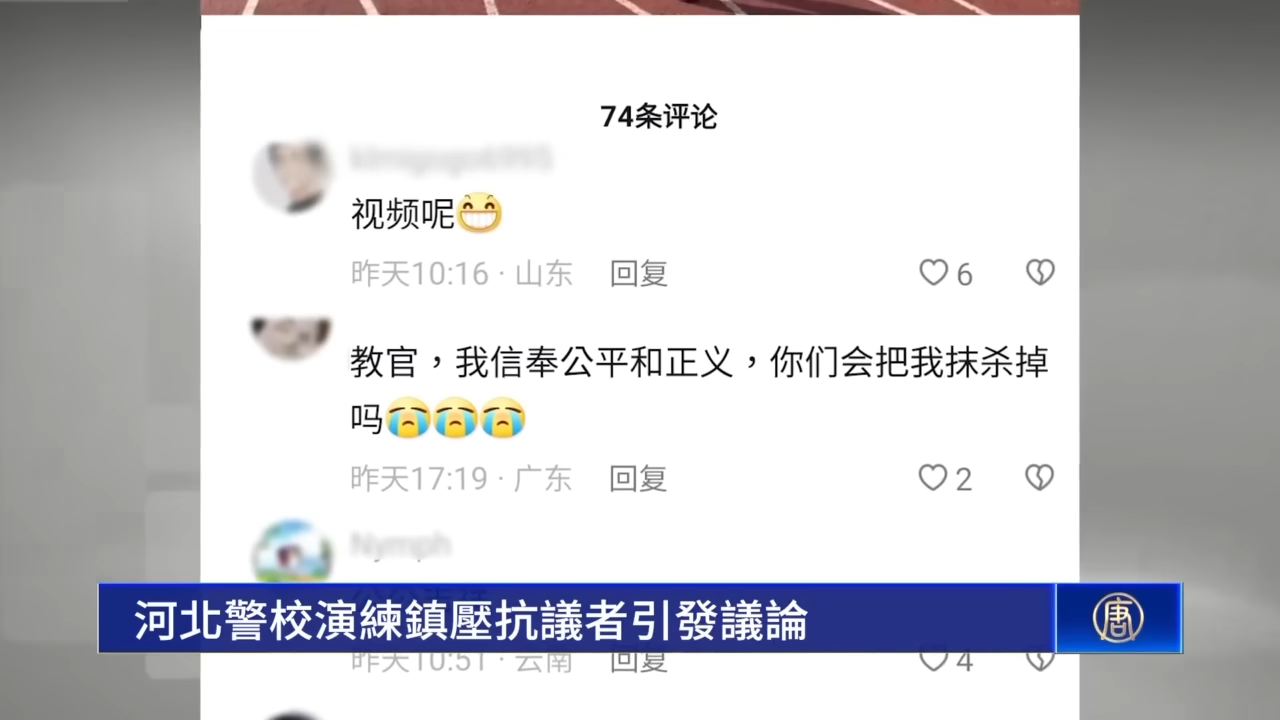 74条评论
视频呢😁
昨天10:16 · 山东 回复 6
教官，我信奉公平和正义，你们会把我抹杀掉
吗😭😭😭
昨天17:19 · 广东 回复 2
Nymph
河北警校演練鎮壓抗議者引發議論
唐
昨天10:51 · 云南 回复 4